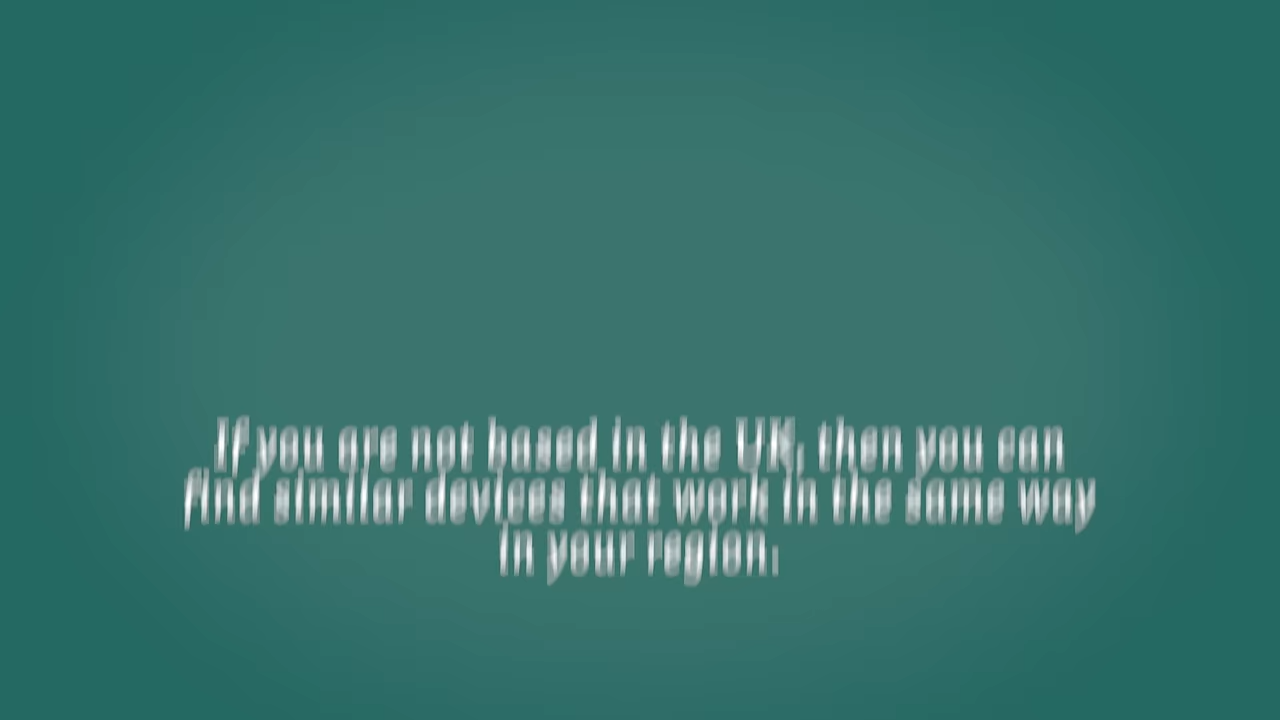 If you are not based in the UK, then you can
find similar devices that work in the same way
in your region.